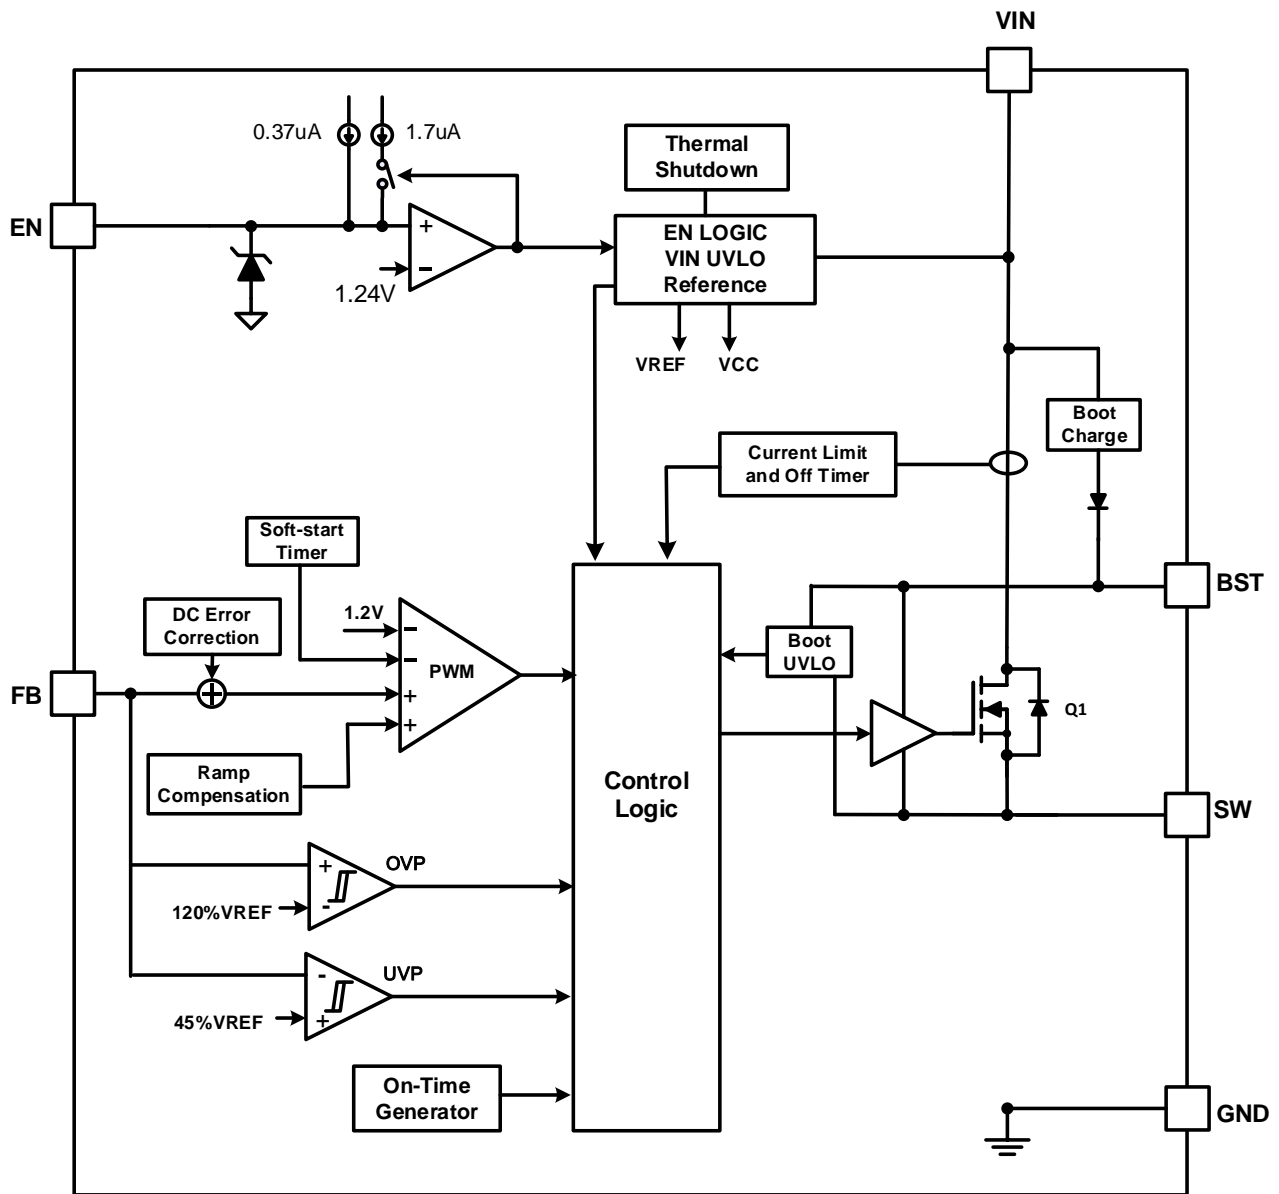 VIN
0.37uA
1.7uA
Thermal
Shutdown
EN
+
-
1.24V
EN LOGIC
VIN UVLO
Reference
VREF
VCC
Boot
Charge
Current Limit
and Off Timer
Soft-start
Timer
BST
DC Error
Correction
1.2V
-
-
+
+
PWM
Boot
UVLO
FB
Q1
Ramp
Compensation
Control
Logic
SW
+
-
OVP
120%VREF
-
+
UVP
45%VREF
On-Time
Generator
GND